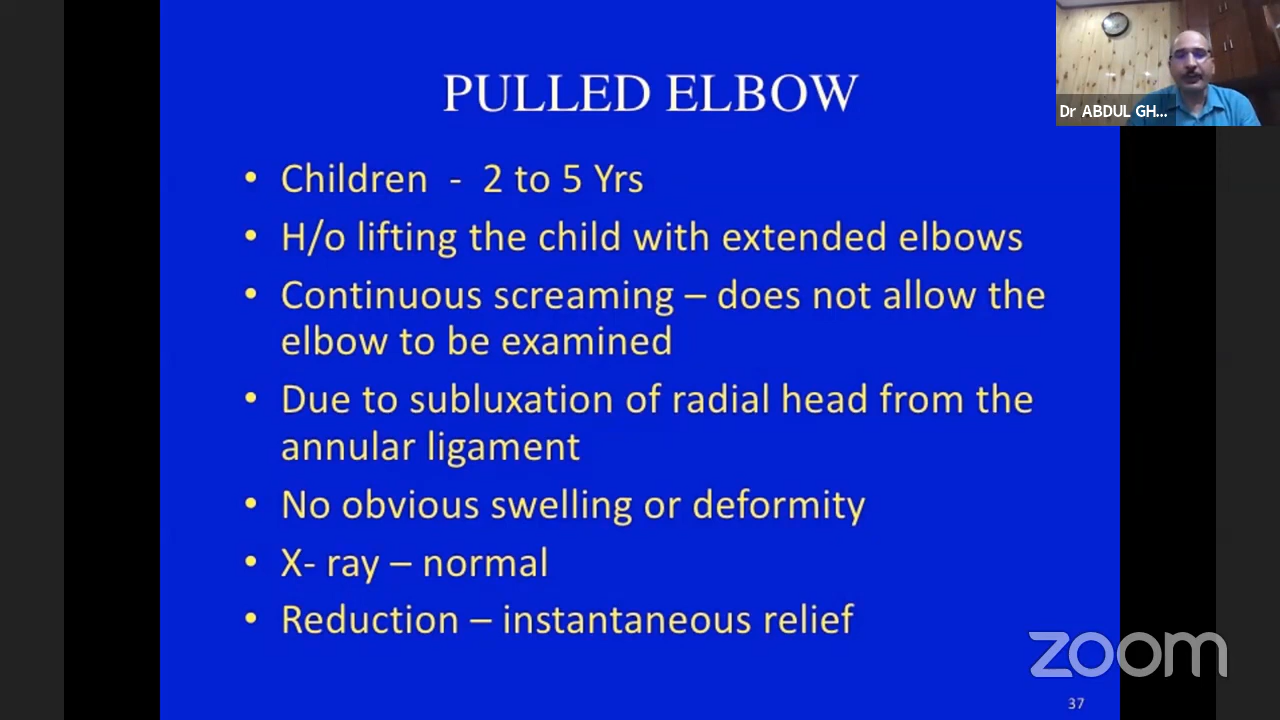 PULLED ELBOW
Dr ABDUL GH...
• Children - 2 to 5 Yrs
• H/o lifting the child with extended elbows
• Continuous screaming – does not allow the
elbow to be examined
• Due to subluxation of radial head from the
annular ligament
• No obvious swelling or deformity
• X- ray – normal
• Reduction – instantaneous relief
zoom
37